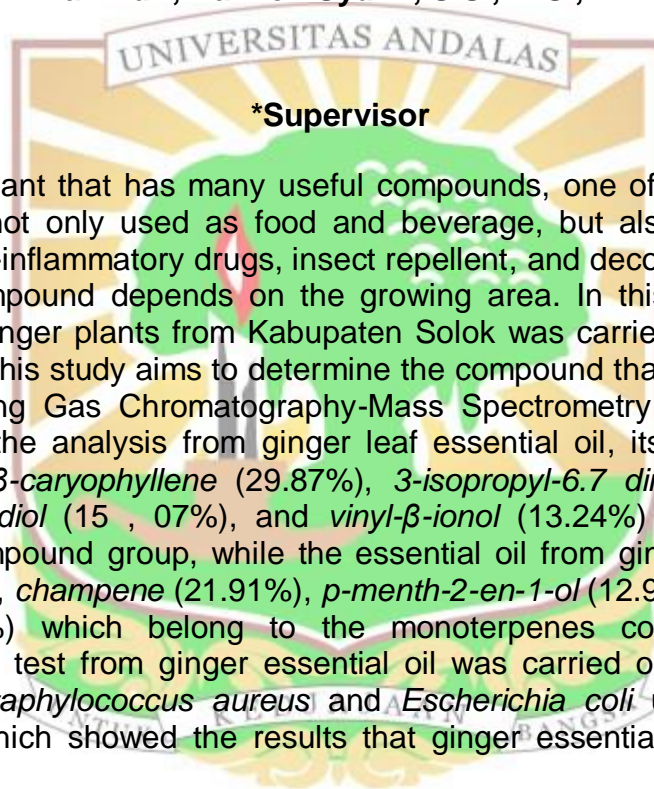 UNIVERSITAS ANDALAS
*Supervisor
ant that has many useful compounds, one of
not only used as food and beverage, but als
inflammatory drugs, insect repellent, and deco
mpound depends on the growing area. In this
nger plants from Kabupaten Solok was carrie
his study aims to determine the compound tha
ng Gas Chromatography-Mass Spectrometry
the analysis from ginger leaf essential oil, its
β-caryophyllene (29.87%), 3-isopropyl-6.7 di
diol (15 , 07%), and vinyl-β-ionol (13.24%)
mpound group, while the essential oil from gin
, champene (21.91%), p-menth-2-en-1-ol (12.9
%) which belong to the monoterpenes co
test from ginger essential oil was carried o
aphylococcus aureus and Escherichia coli u
hich showed the results that ginger essentia